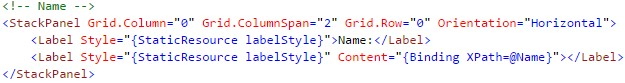 <!-- Name -->
<StackPanel Grid.Column="0" Grid.ColumnSpan="2" Grid.Row="0" Orientation="Horizontal">
    <Label Style="{StaticResource labelStyle}">Name:</Label>
    <Label Style="{StaticResource labelStyle}" Content="{Binding XPath=@Name}"></Label>
</StackPanel>